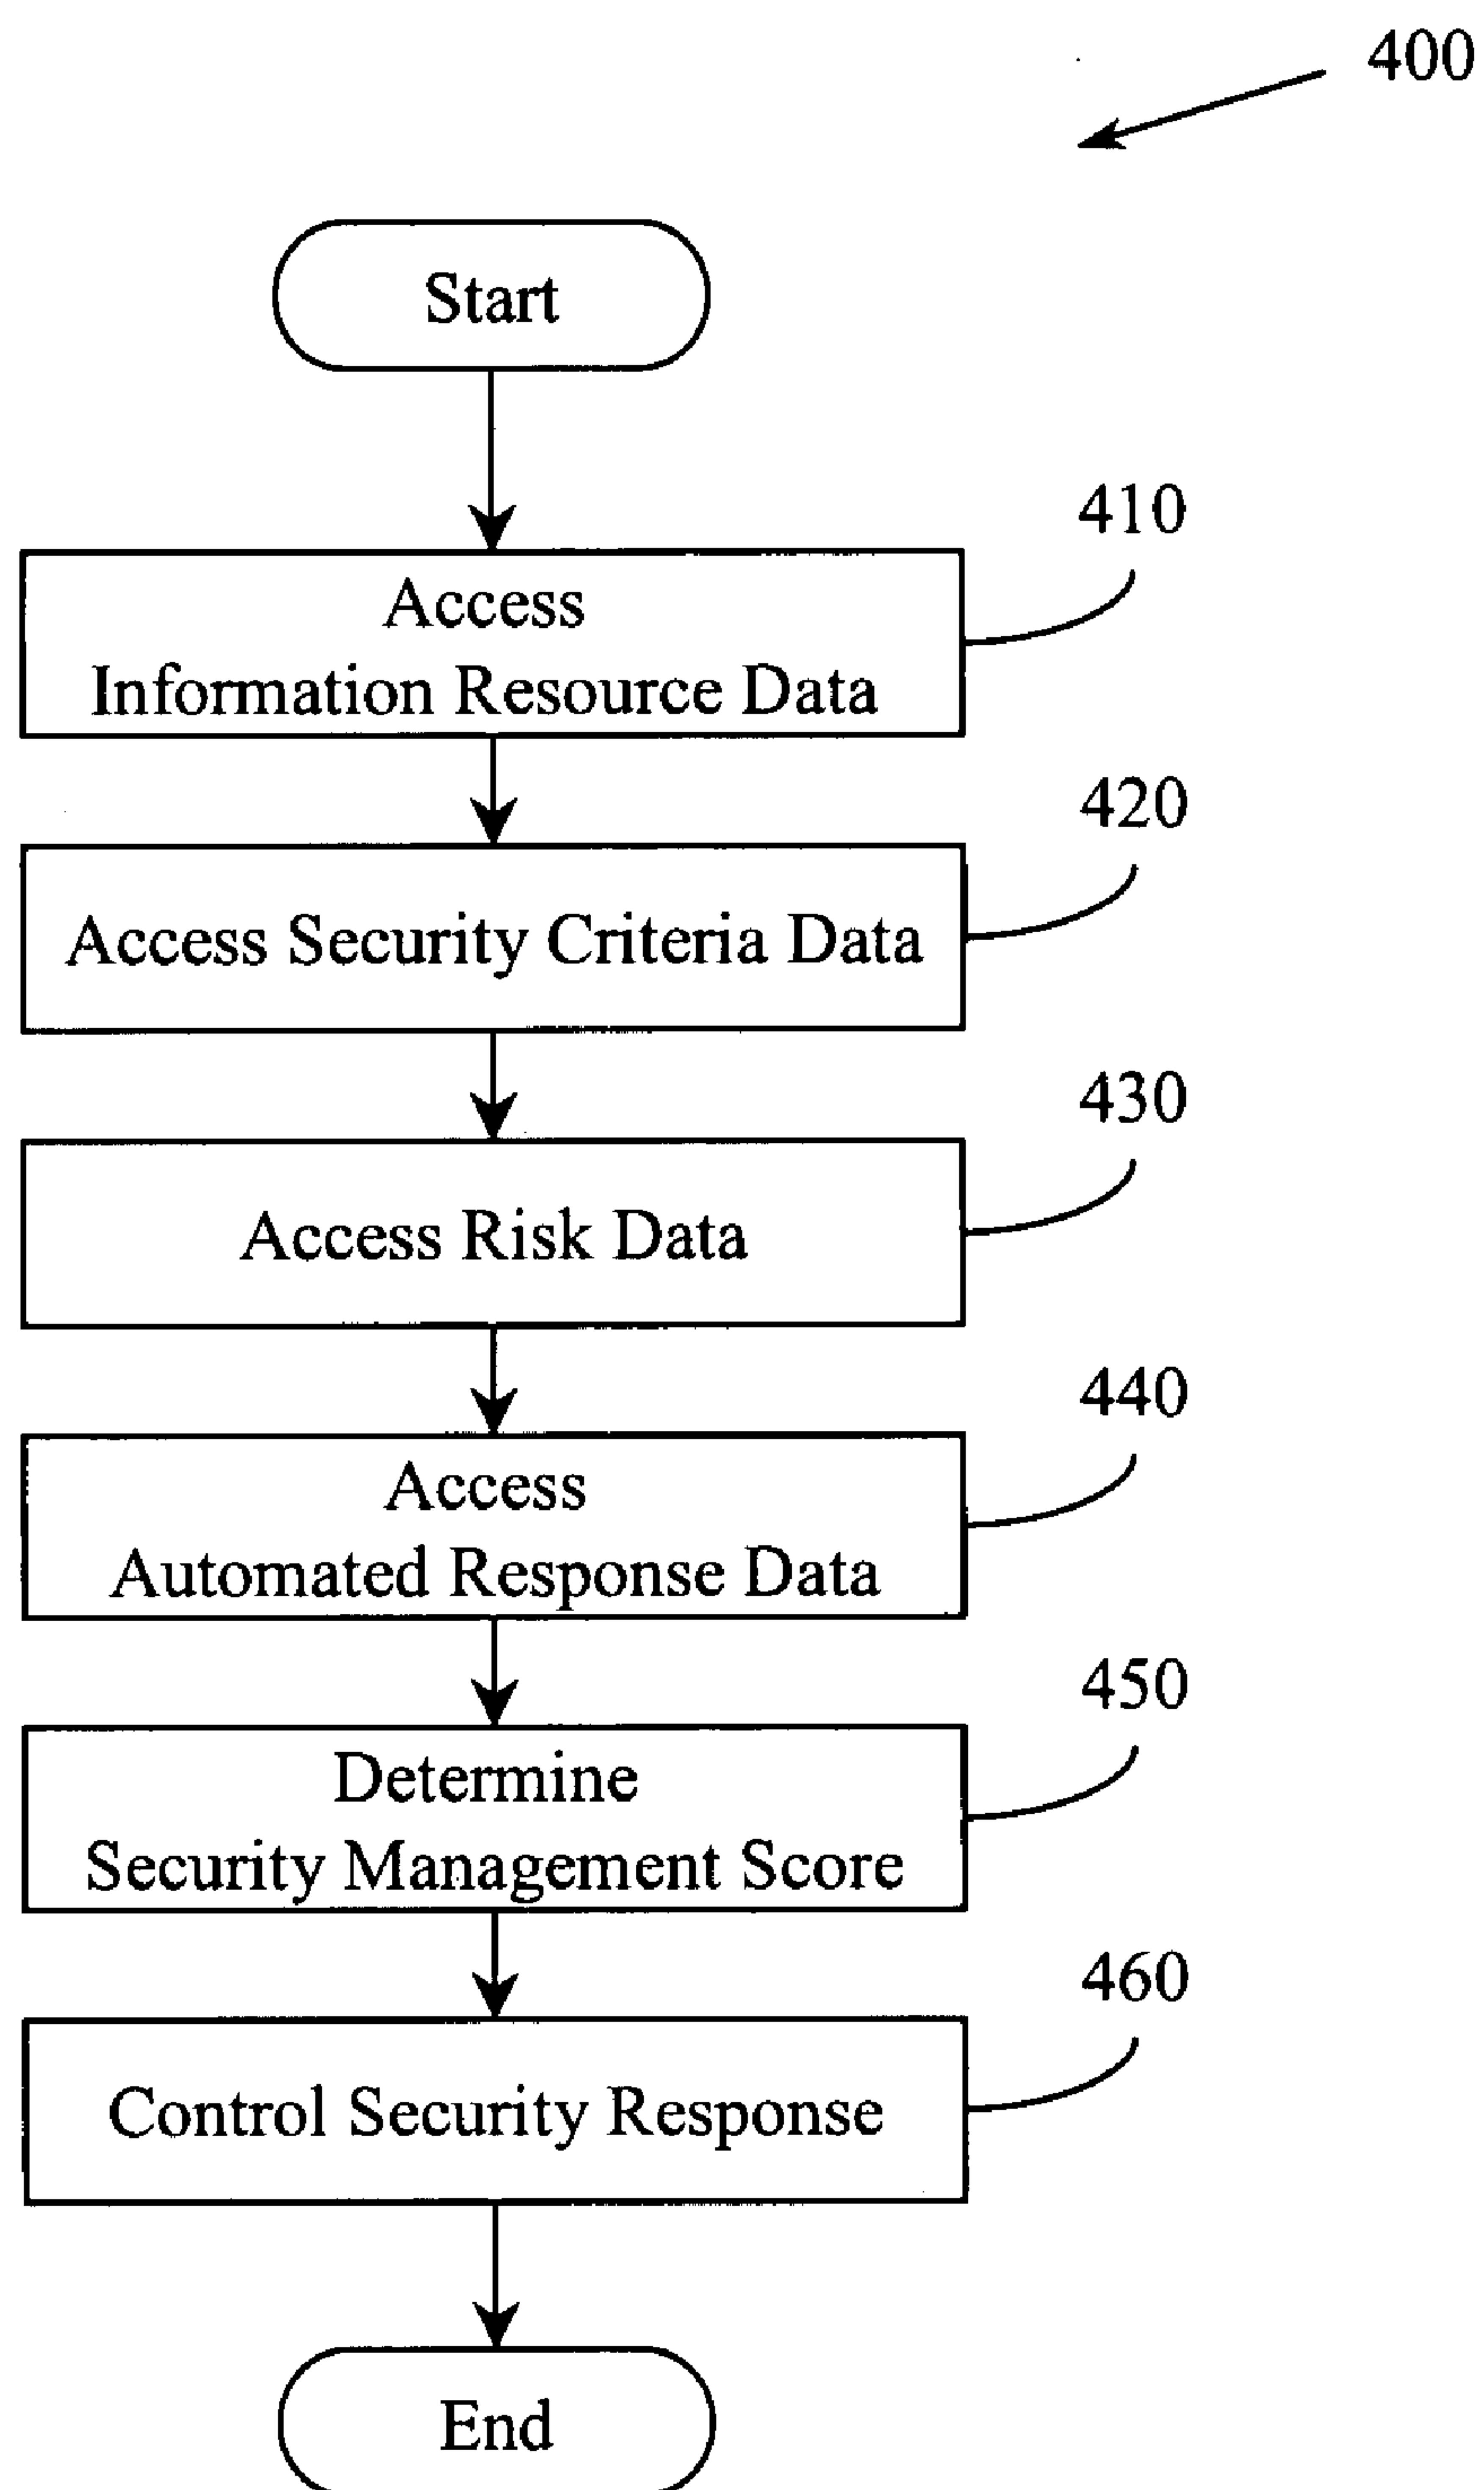 400
Start
410
Access
Information Resource Data
420
Access Security Criteria Data
430
Access Risk Data
440
Access
Automated Response Data
450
Determine
Security Management Score
460
Control Security Response
End